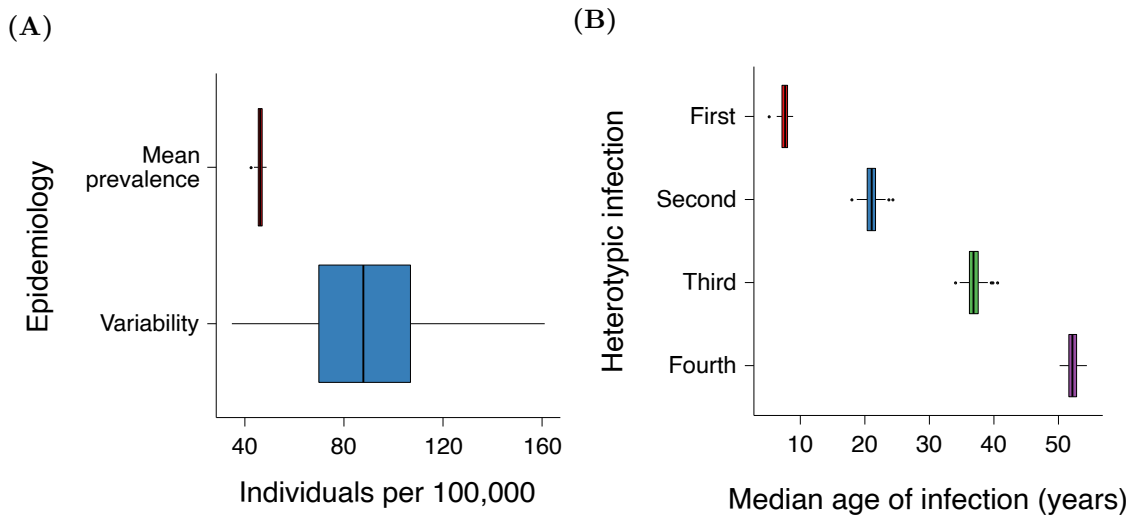 (A)
Epidemiology
Mean
prevalence
Variability
40 80 120 160
Individuals per 100,000
(B)
Heterotypic infection
First
Second
Third
Fourth
10 20 30 40 50
Median age of infection (years)